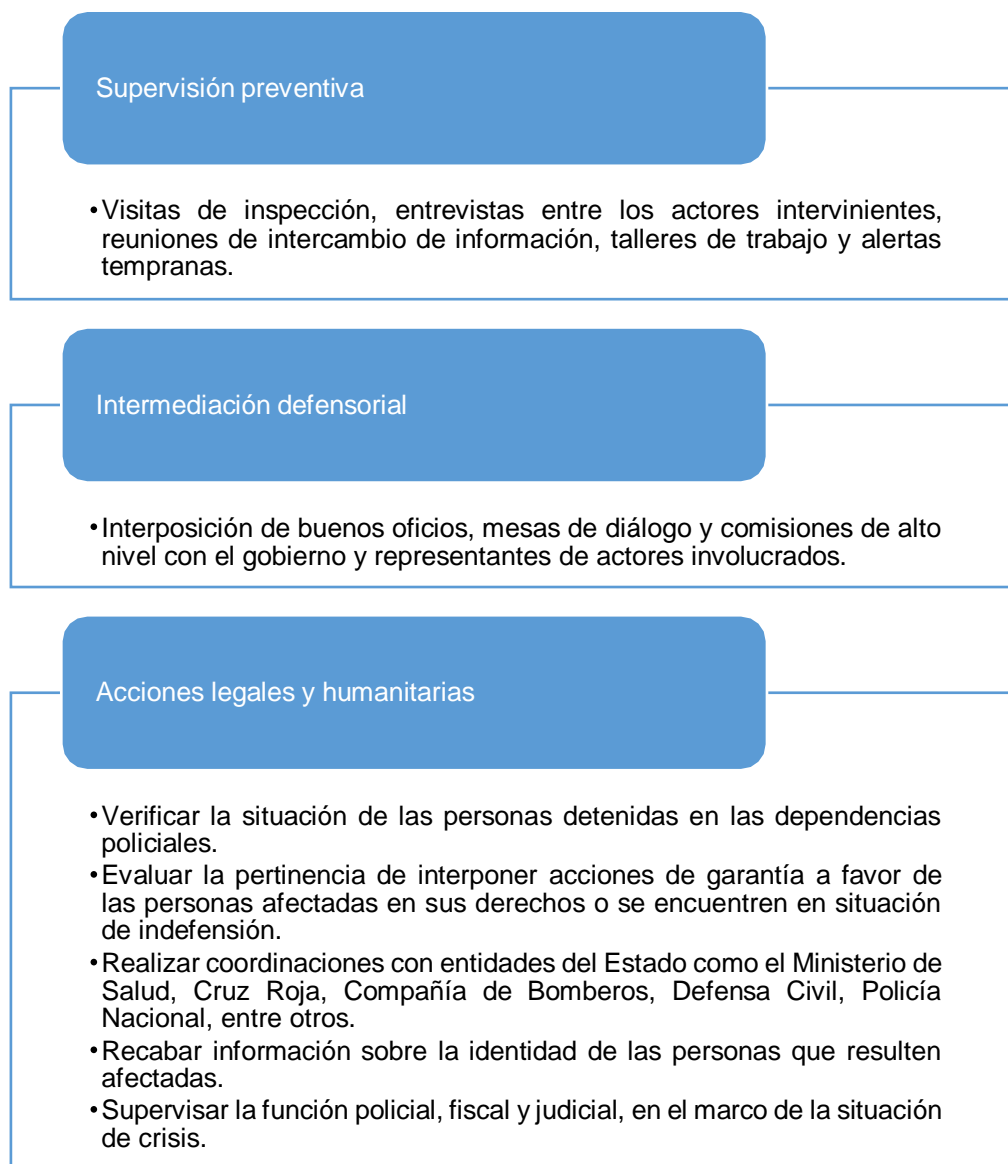 Supervisión preventiva
•Visitas de inspección, entrevistas entre los actores intervinientes,
reuniones de intercambio de información, talleres de trabajo y alertas
tempranas.
Intermediación defensorial
•Interposición de buenos oficios, mesas de diálogo y comisiones de alto
nivel con el gobierno y representantes de actores involucrados.
Acciones legales y humanitarias
•Verificar la situación de las personas detenidas en las dependencias
policiales.
•Evaluar la pertinencia de interponer acciones de garantía a favor de
las personas afectadas en sus derechos o se encuentren en situación
de indefensión.
•Realizar coordinaciones con entidades del Estado como el Ministerio de
Salud, Cruz Roja, Compañía de Bomberos, Defensa Civil, Policía
Nacional, entre otros.
•Recabar información sobre la identidad de las personas que resulten
afectadas.
•Supervisar la función policial, fiscal y judicial, en el marco de la situación
de crisis.